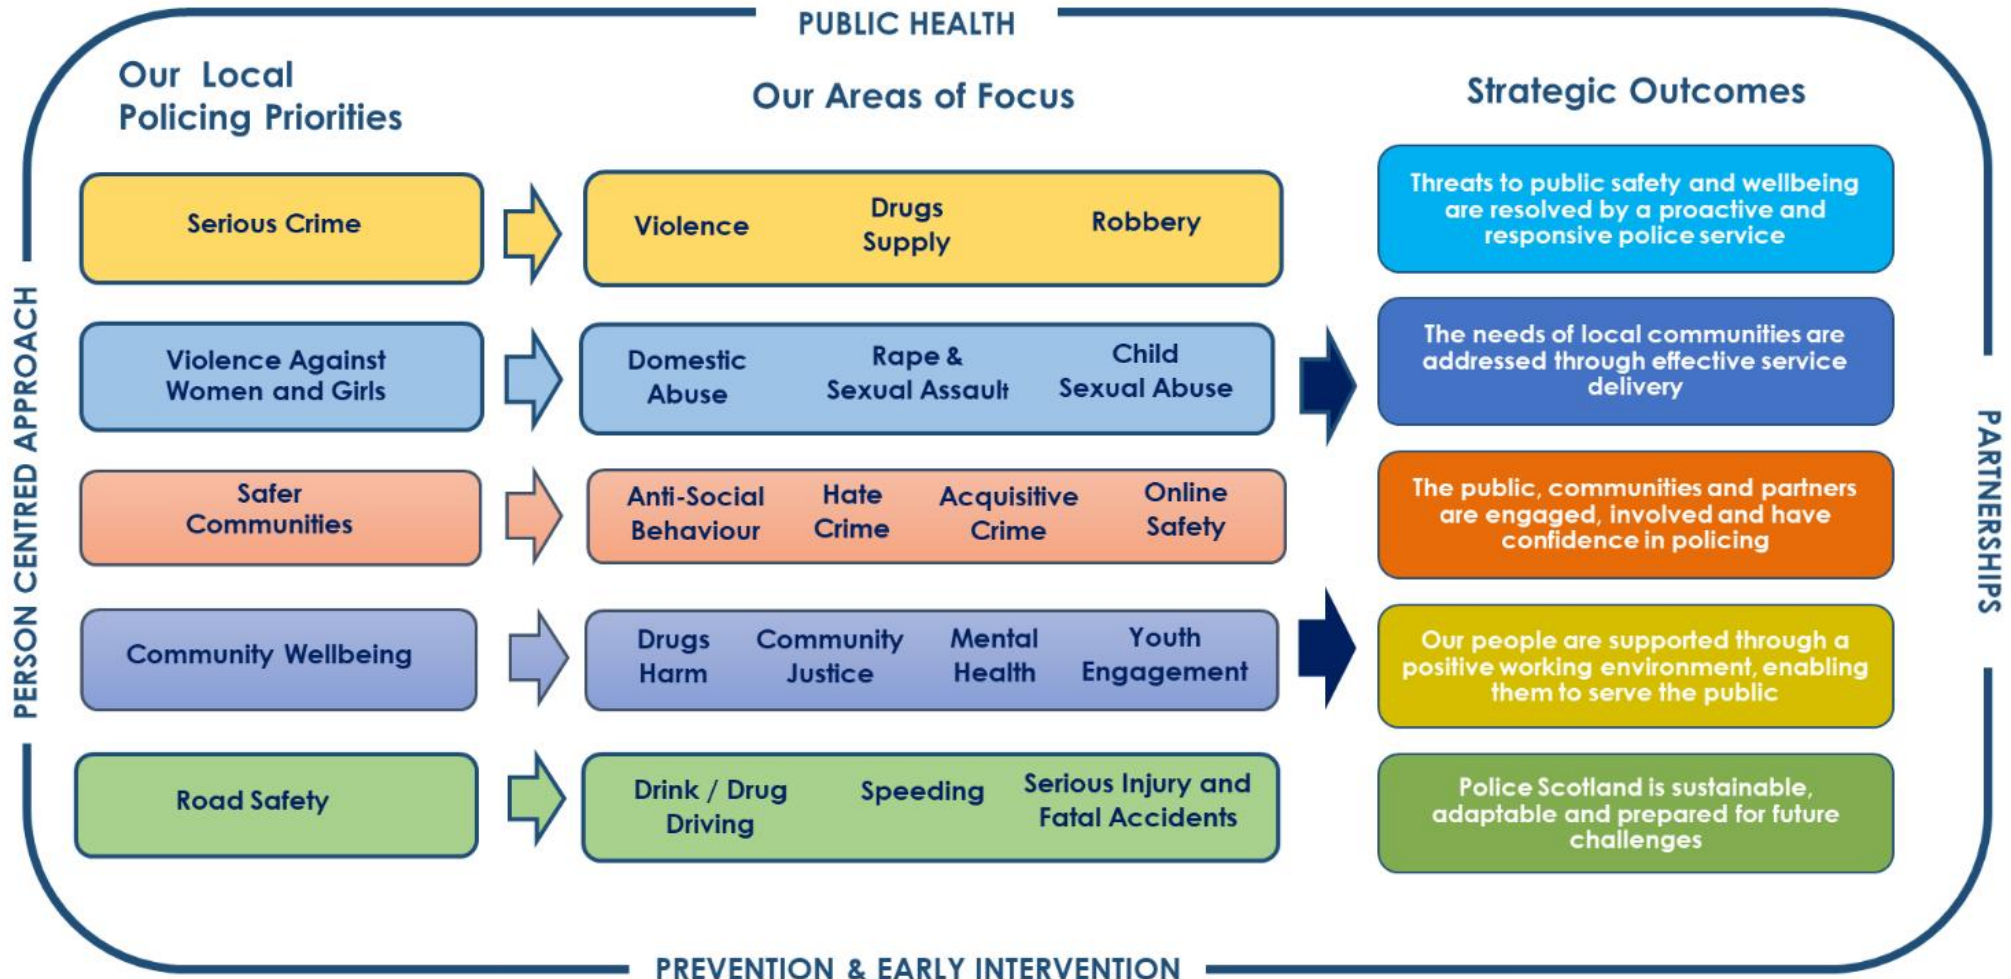 PUBLIC HEALTH
Our Local
Policing Priorities
Our Areas of Focus
Strategic Outcomes
Serious Crime
Violence
Drugs
Supply
Robbery
Threats to public safety and wellbeing
are resolved by a proactive and
responsive police service
Violence Against
Women and Girls
Domestic
Abuse
Rape &
Sexual Assault
Child
Sexual Abuse
The needs of local communities are
addressed through effective service
delivery
Safer
Communities
Anti-Social
Behaviour
Hate
Crime
Acquisitive
Crime
Online
Safety
The public, communities and partners
are engaged, involved and have
confidence in policing
Community Wellbeing
Drugs
Harm
Community
Justice
Mental
Health
Youth
Engagement
Our people are supported through a
positive working environment, enabling
them to serve the public
Road Safety
Drink / Drug
Driving
Speeding
Serious Injury and
Fatal Accidents
Police Scotland is sustainable,
adaptable and prepared for future
challenges
PERSON CENTRED APPROACH
PARTNERSHIPS
PREVENTION & EARLY INTERVENTION